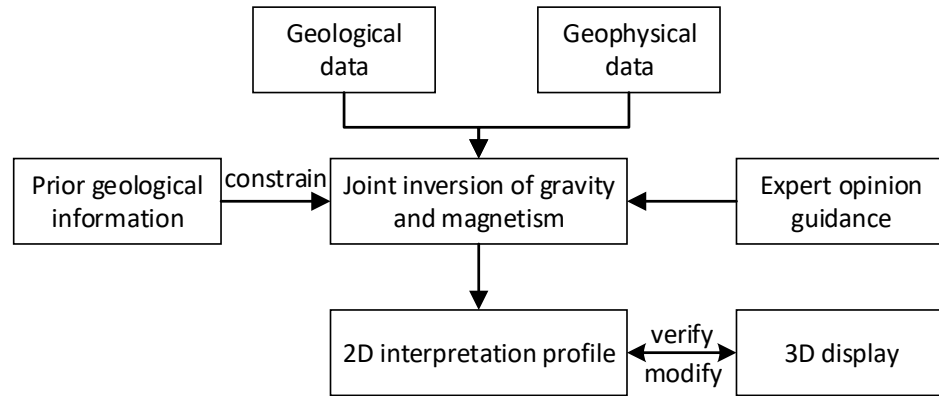 Geological
data
Geophysical
data
Prior geological
information
constrain
Joint inversion of gravity
and magnetism
Expert opinion
guidance
2D interpretation profile
verify
modify
3D display